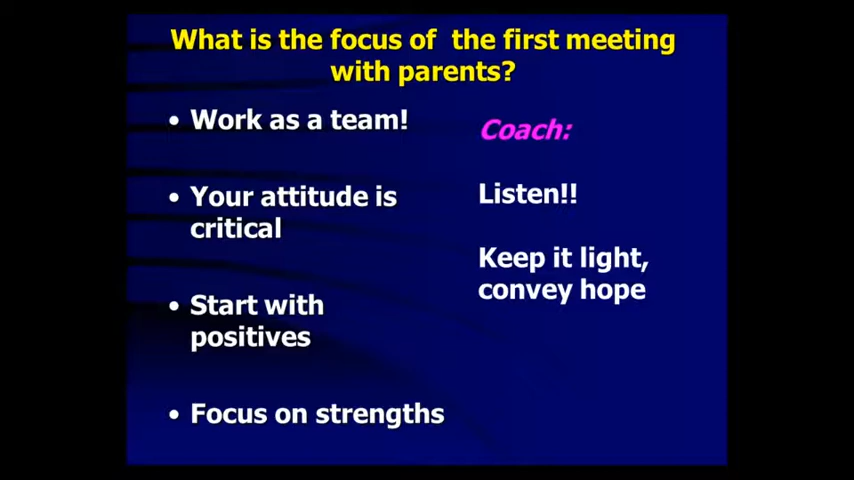 What is the focus of the first meeting
with parents?
• Work as a team!
• Your attitude is
critical
• Start with
positives
• Focus on strengths
Coach:
Listen!!
Keep it light,
convey hope